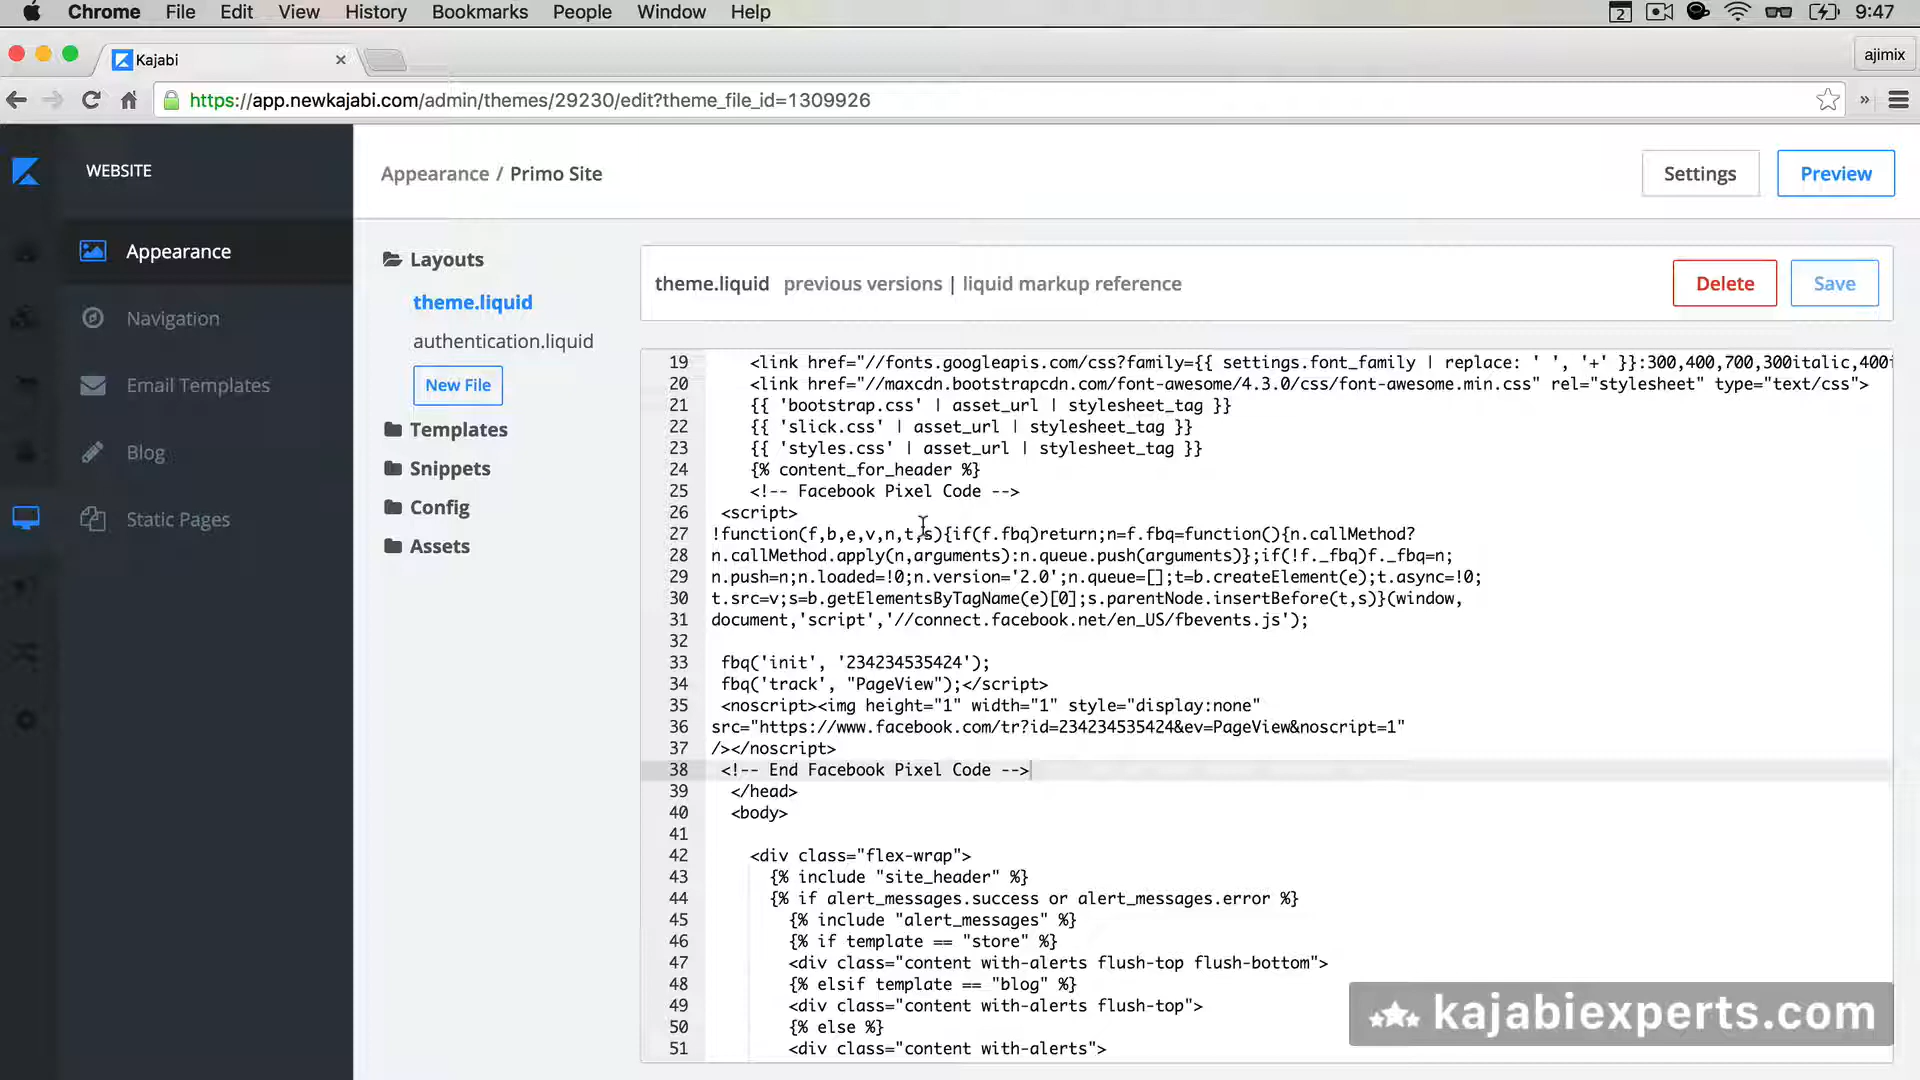 Chrome File Edit View History Bookmarks People Window Help 2 9:47
Kajabi ajimix
https://app.newkajabi.com/admin/themes/29230/edit?theme_file_id=1309926 »
WEBSITE
Appearance / Primo Site Settings Preview
Appearance
Navigation
Email Templates
Blog
Static Pages
Layouts
theme.liquid
authentication.liquid
New File
Templates
Snippets
Config
Assets
theme.liquid previous versions | liquid markup reference Delete Save
19 <link href="//fonts.googleapis.com/css?family={{ settings.font_family | replace: ' ', '+' }}:300,400,700,300italic,400i
20 <link href="//maxcdn.bootstrapcdn.com/font-awesome/4.3.0/css/font-awesome.min.css" rel="stylesheet" type="text/css">
21 {{ 'bootstrap.css' | asset_url | stylesheet_tag }}
22 {{ 'slick.css' | asset_url | stylesheet_tag }}
23 {{ 'styles.css' | asset_url | stylesheet_tag }}
24 {% content_for_header %}
25 <!-- Facebook Pixel Code -->
26 <script>
27 !function(f,b,e,v,n,t,s){if(f.fbq)return;n=f.fbq=function(){n.callMethod?
28 n.callMethod.apply(n,arguments):n.queue.push(arguments)};if(!f._fbq)f._fbq=n;
29 n.push=n;n.loaded=!0;n.version='2.0';n.queue=[];t=b.createElement(e);t.async=!0;
30 t.src=v;s=b.getElementsByTagName(e)[0];s.parentNode.insertBefore(t,s)}(window,
31 document,'script','//connect.facebook.net/en_US/fbevents.js');
32
33 fbq('init', '234234535424');
34 fbq('track', "PageView");</script>
35 <noscript><img height="1" width="1" style="display:none"
36 src="https://www.facebook.com/tr?id=234234535424&ev=PageView&noscript=1"
37 /></noscript>
38 <!-- End Facebook Pixel Code -->
39 </head>
40 <body>
41
42 <div class="flex-wrap">
43 {% include "site_header" %}
44 {% if alert_messages.success or alert_messages.error %}
45 {% include "alert_messages" %}
46 {% if template == "store" %}
47 <div class="content with-alerts flush-top flush-bottom">
48 {% elsif template == "blog" %}
49 <div class="content with-alerts flush-top">
50 {% else %}
51 <div class="content with-alerts">
kajabiexperts.com